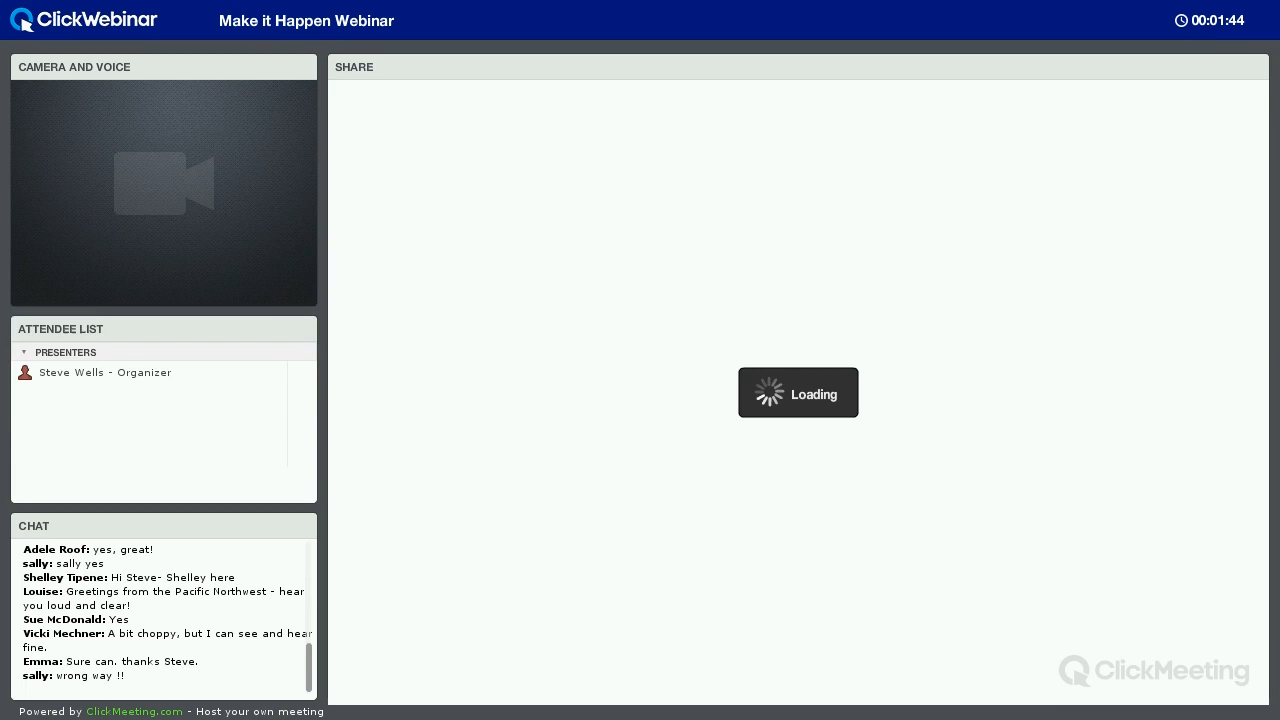 ClickWebinar
Make it Happen Webinar
00:01:44
CAMERA AND VOICE
SHARE
ATTENDEE LIST
PRESENTERS
Steve Wells - Organizer
Loading
CHAT
Adele Roof: yes, great!
sally: sally yes
Shelley Tipene: Hi Steve- Shelley here
Louise: Greetings from the Pacific Northwest - hear
you loud and clear!
Sue McDonald: Yes
Vicki Mechner: A bit choppy, but I can see and hear
fine.
Emma: Sure can. thanks Steve.
sally: wrong way !!
ClickMeeting
Powered by ClickMeeting.com - Host your own meeting